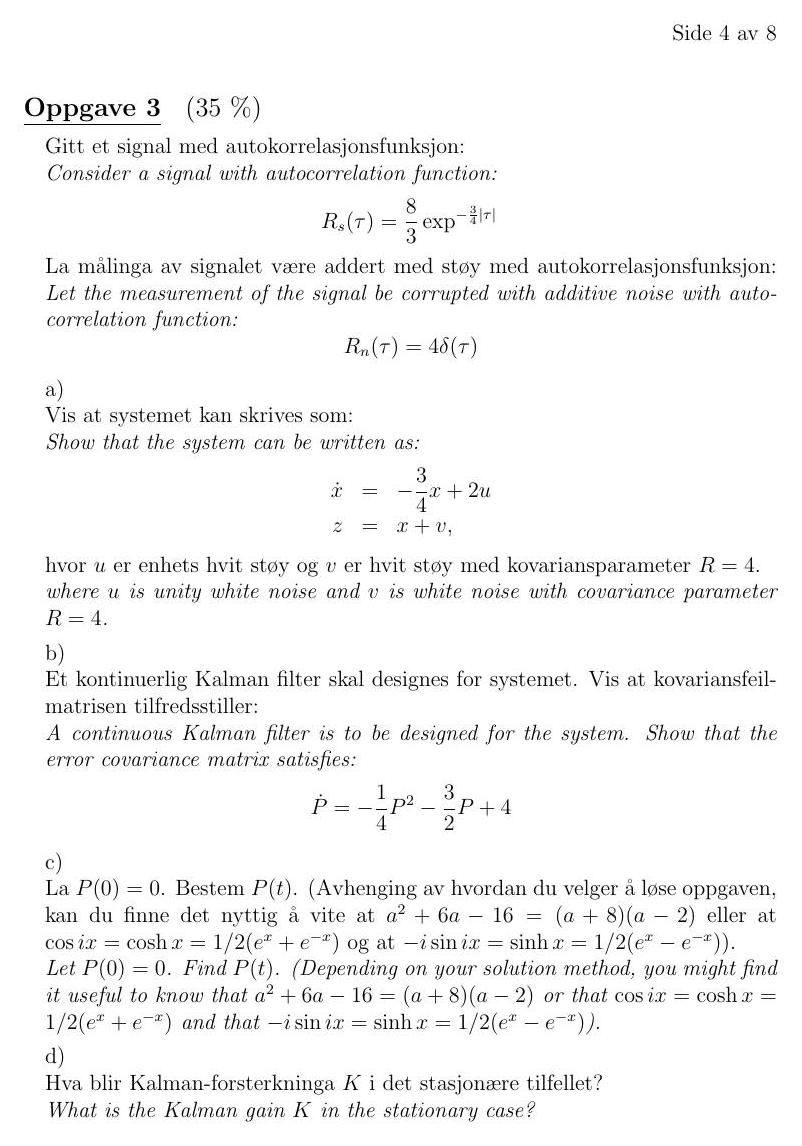 Side 4 av 8
Oppgave 3 (35 %)
Gitt et signal med autokorrelasjonsfunksjon:
Consider a signal with autocorrelation function:
R_s(τ) = 8/3 exp^{-3/4|τ|}
La målinga av signalet være addert med støy med autokorrelasjonsfunksjon:
Let the measurement of the signal be corrupted with additive noise with auto-
correlation function:
R_n(τ) = 4δ(τ)
a)
Vis at systemet kan skrives som:
Show that the system can be written as:
ẋ = -3/4 x + 2u
z = x + v,
hvor u er enhets hvit støy og v er hvit støy med kovariansparameter R = 4.
where u is unity white noise and v is white noise with covariance parameter
R = 4.
b)
Et kontinuerlig Kalman filter skal designes for systemet. Vis at kovariansfeil-
matrisen tilfredsstiller:
A continuous Kalman filter is to be designed for the system. Show that the
error covariance matrix satisfies:
Ṗ = -1/4 P² - 3/2 P + 4
c)
La P(0) = 0. Bestem P(t). (Avhenging av hvordan du velger å løse oppgaven,
kan du finne det nyttig å vite at a² + 6a − 16 = (a + 8)(a − 2) eller at
cos ix = cosh x = 1/2(e^x + e^{−x}) og at −i sin ix = sinh x = 1/2(e^x − e^{−x})).
Let P(0) = 0. Find P(t). (Depending on your solution method, you might find
it useful to know that a² + 6a − 16 = (a + 8)(a − 2) or that cos ix = cosh x =
1/2(e^x + e^{−x}) and that −i sin ix = sinh x = 1/2(e^x − e^{−x})).
d)
Hva blir Kalman-forsterkninga K i det stasjonære tilfellet?
What is the Kalman gain K in the stationary case?